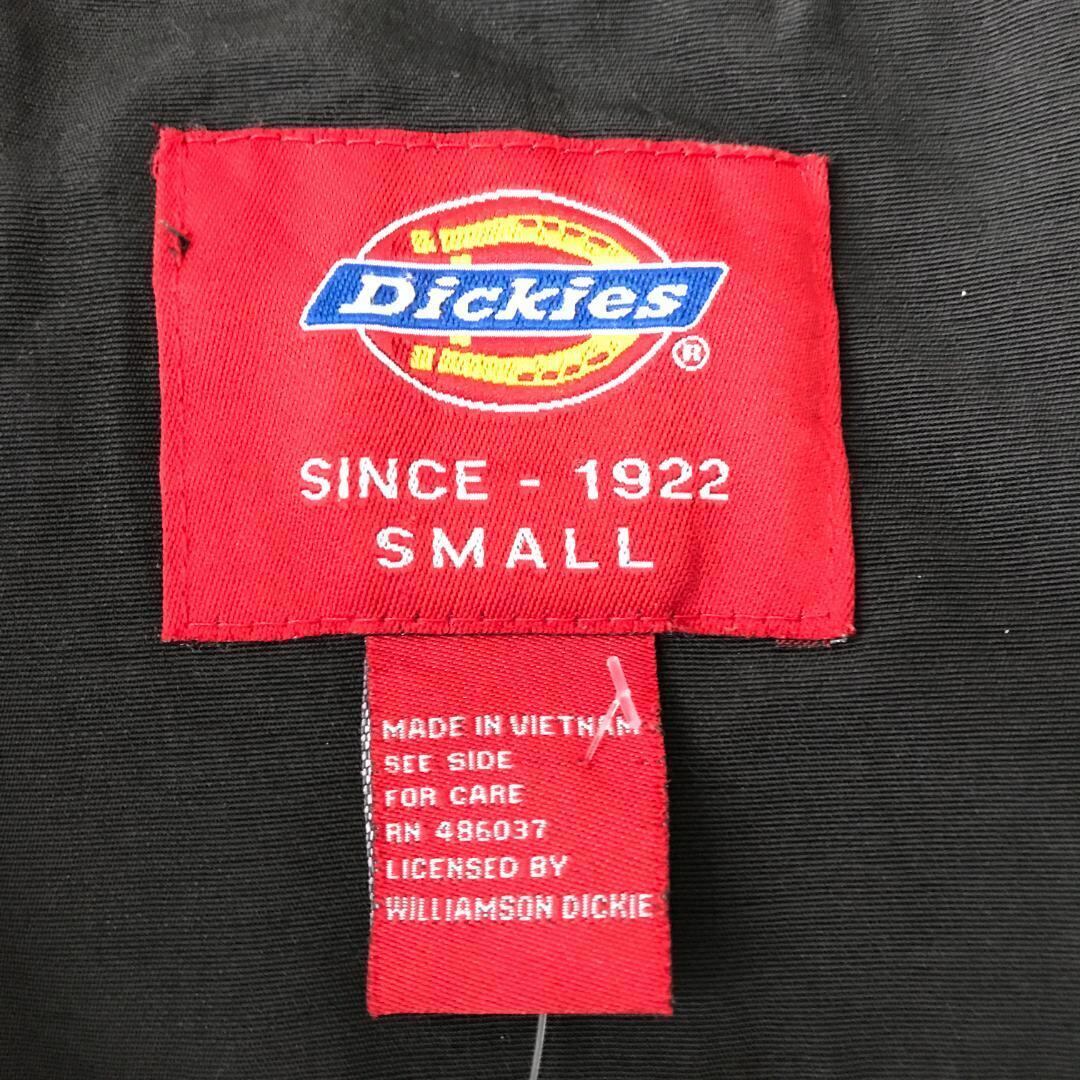 Dickies
®
SINCE - 1922
SMALL
MADE IN VIETNAM
SEE SIDE
FOR CARE
RN 486037
LICENSED BY
WILLIAMSON DICKIE